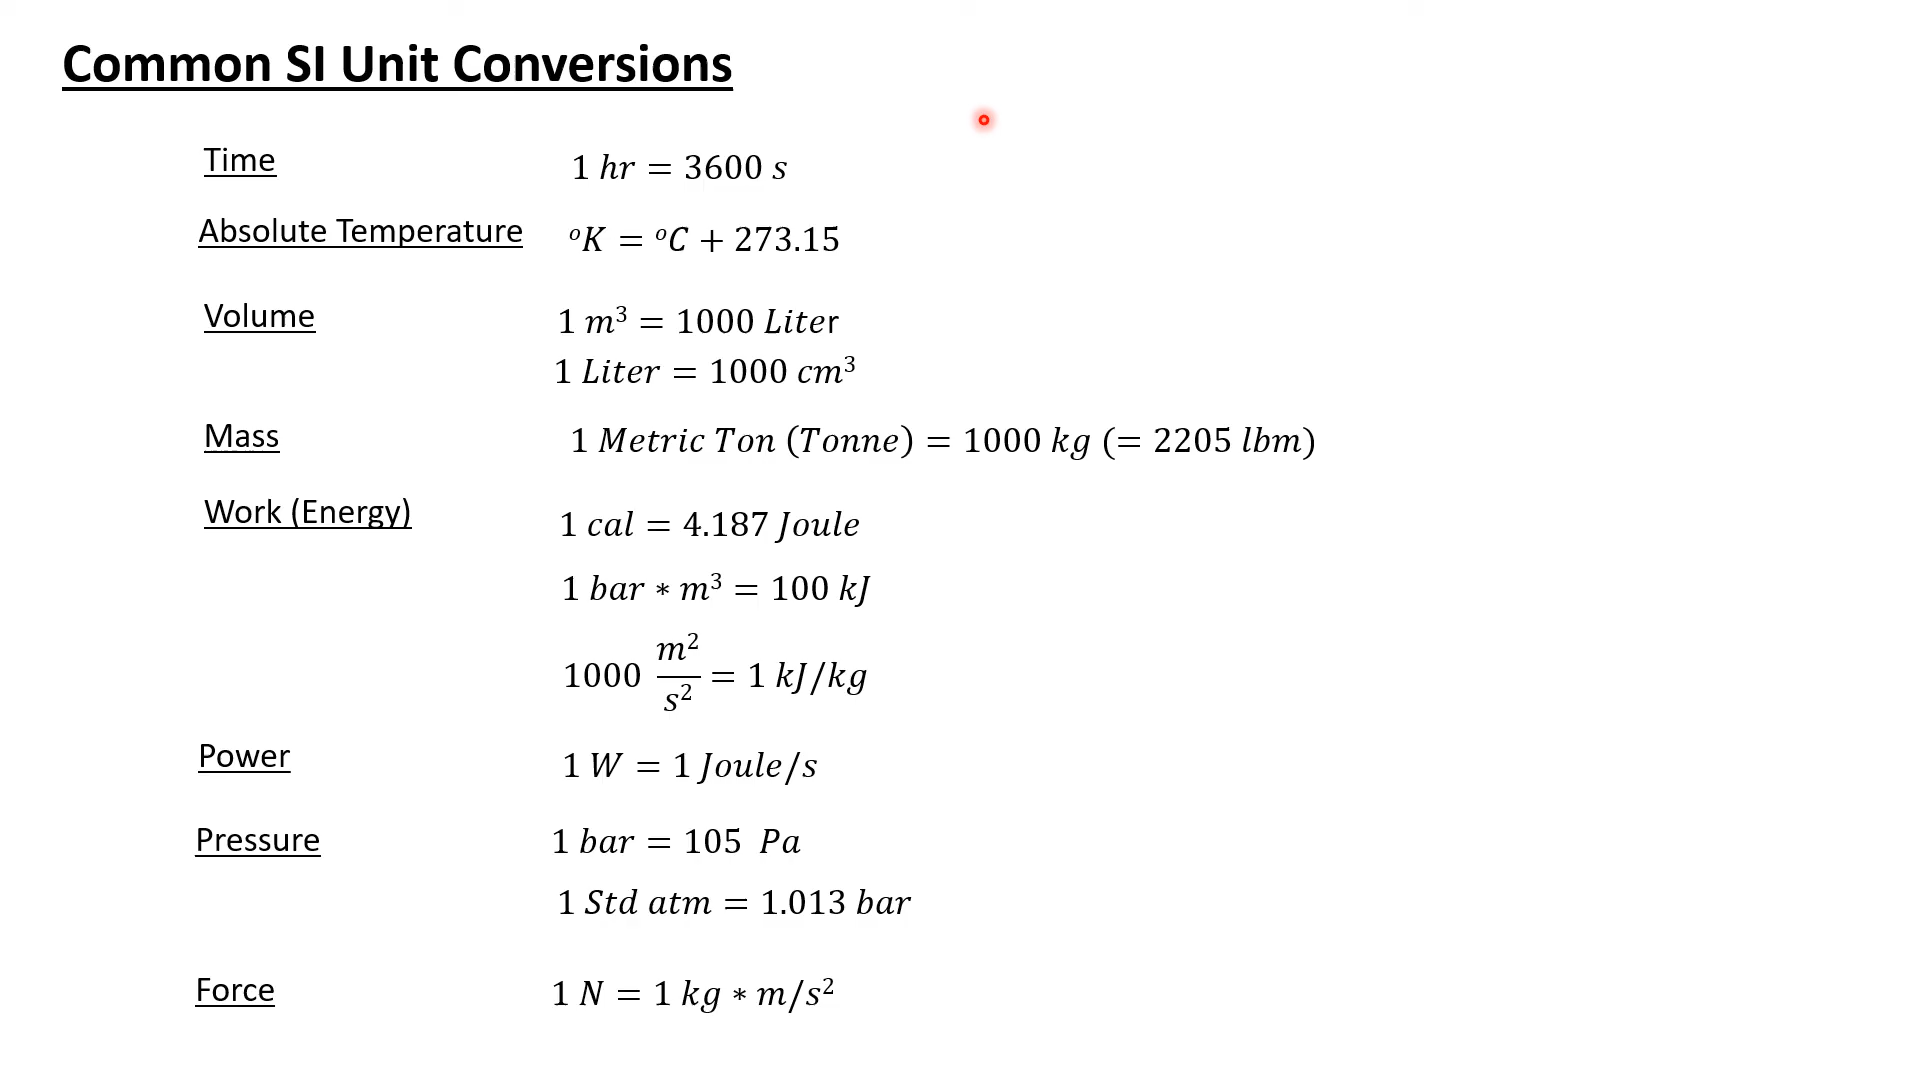 Common SI Unit Conversions
Time 1 hr = 3600 s
Absolute Temperature °K = °C + 273.15
Volume 1 m³ = 1000 Liter
1 Liter = 1000 cm³
Mass 1 Metric Ton (Tonne) = 1000 kg (= 2205 lbm)
Work (Energy) 1 cal = 4.187 Joule
1 bar * m³ = 100 kJ
1000 m²/s² = 1 kJ/kg
Power 1 W = 1 Joule/s
Pressure 1 bar = 105 Pa
1 Std atm = 1.013 bar
Force 1 N = 1 kg * m/s²